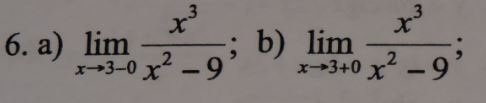 6. a) lim_{x→3−0} x³/(x² − 9); b) lim_{x→3+0} x³/(x² − 9);